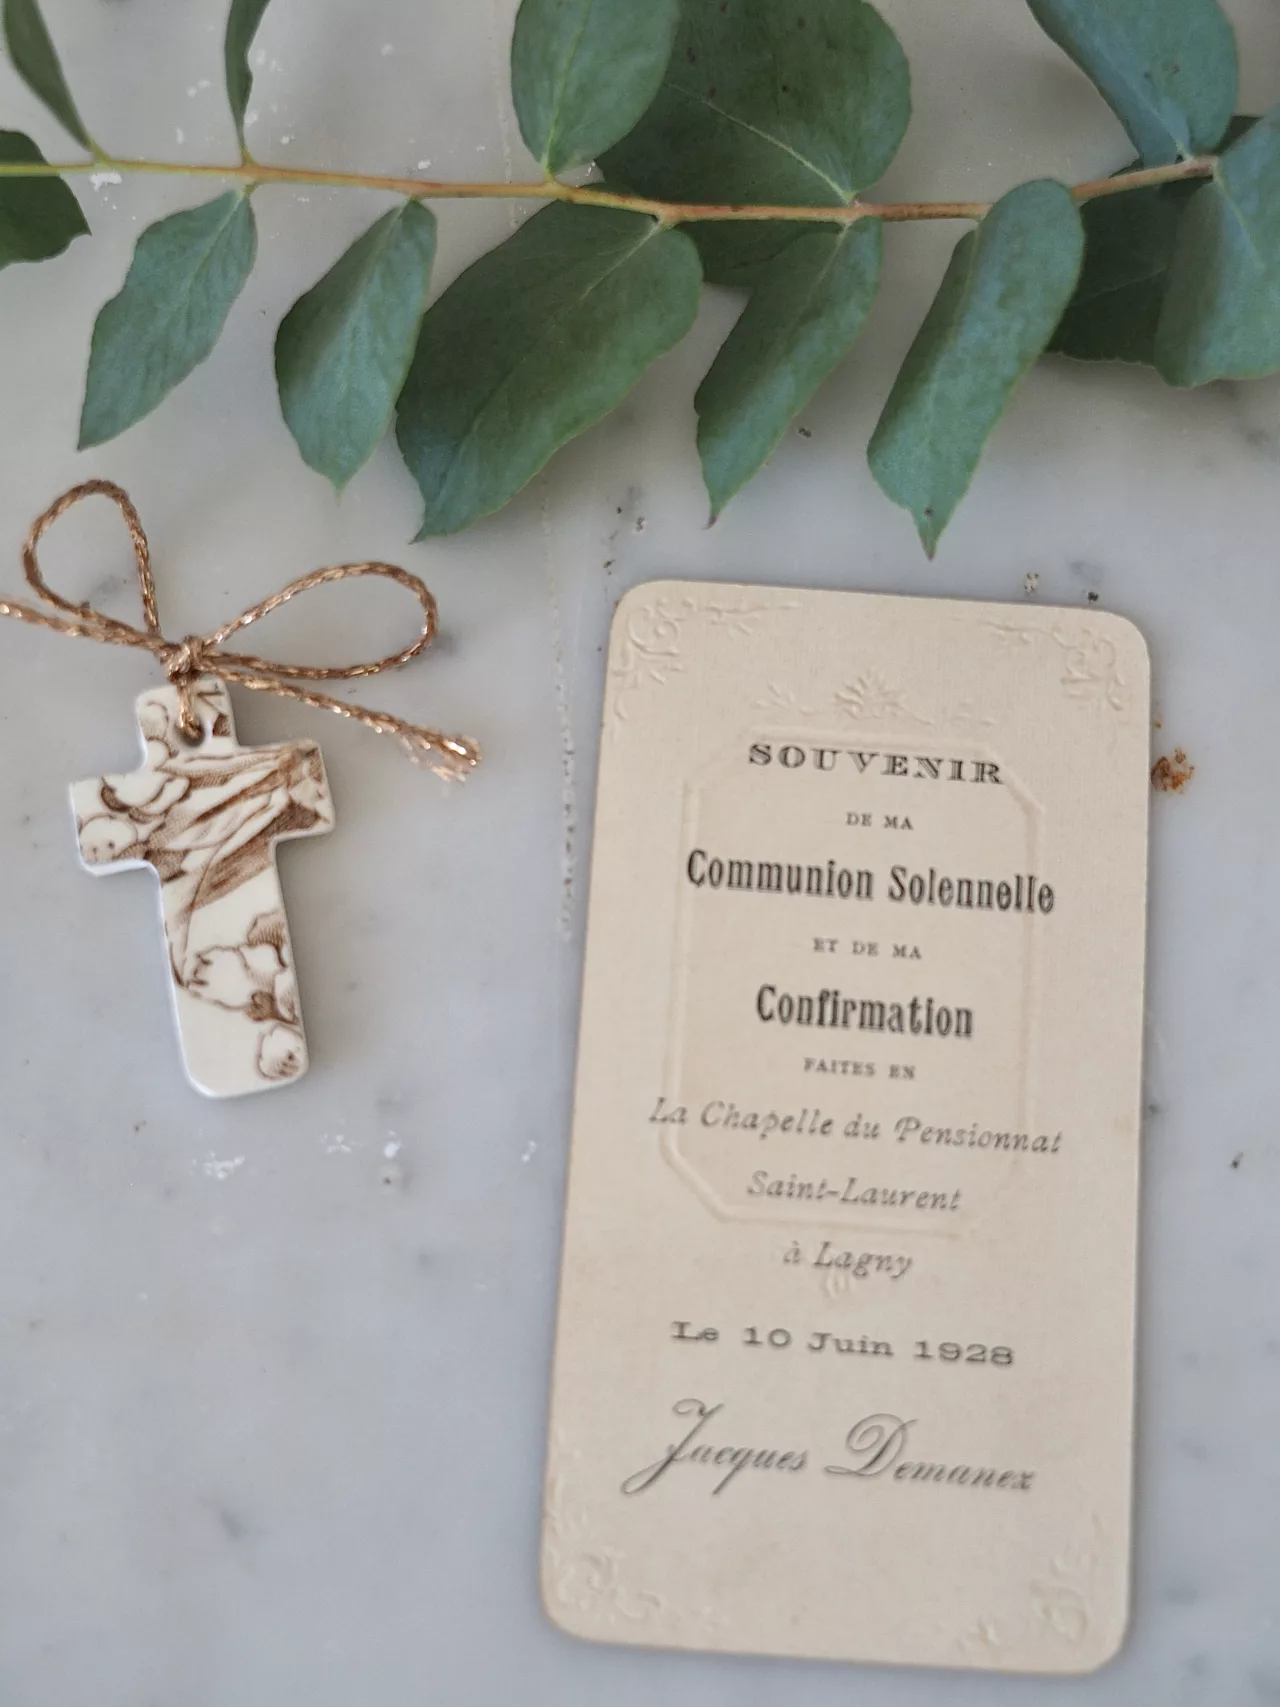 SOUVENIR
DE MA
Communion Solennelle
ET DE MA
Confirmation
FAITES EN
La Chapelle du Pensionnat
Saint-Laurent
à Lagny
Le 10 Juin 1928
Jacques Demanez